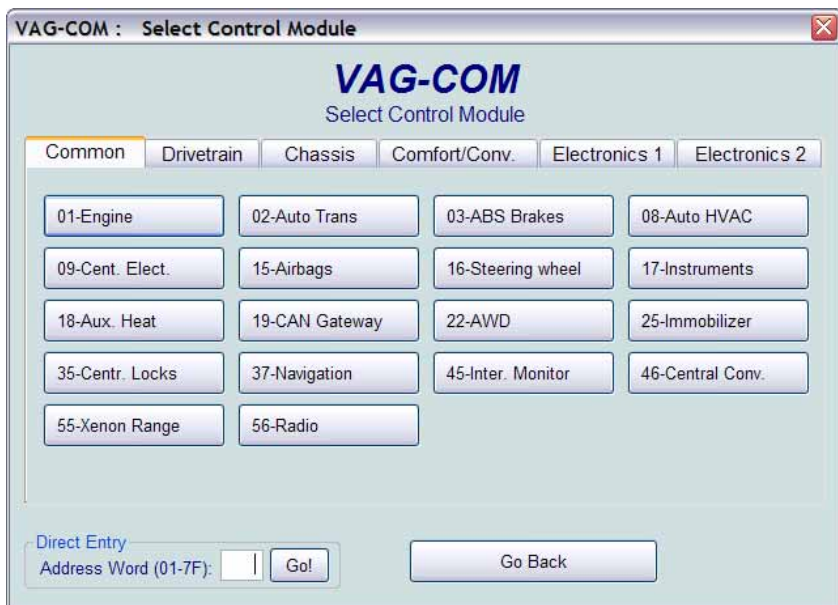 VAG-COM : Select Control Module
VAG-COM
Select Control Module
Common Drivetrain Chassis Comfort/Conv. Electronics 1 Electronics 2
01-Engine 02-Auto Trans 03-ABS Brakes 08-Auto HVAC
09-Cent. Elect. 15-Airbags 16-Steering wheel 17-Instruments
18-Aux. Heat 19-CAN Gateway 22-AWD 25-Immobilizer
35-Centr. Locks 37-Navigation 45-Inter. Monitor 46-Central Conv.
55-Xenon Range 56-Radio
Direct Entry
Address Word (01-7F): Go! Go Back